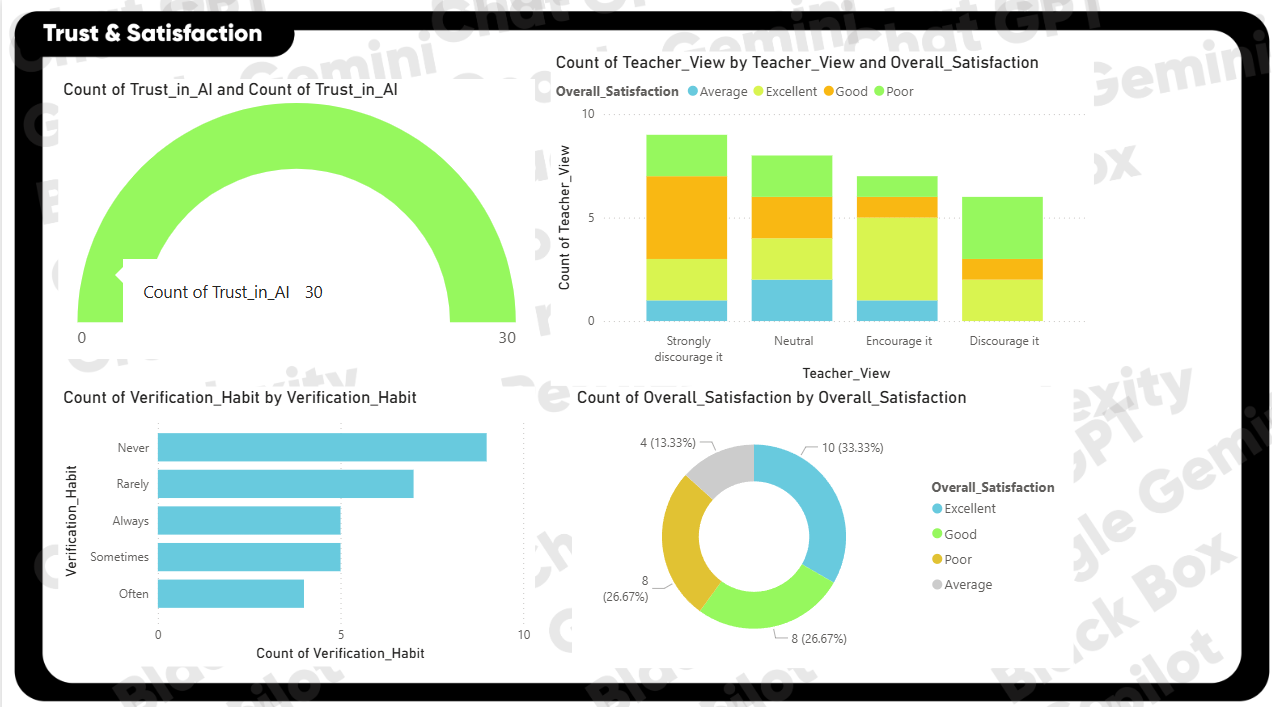 Trust & Satisfaction
Count of Trust_in_AI and Count of Trust_in_AI
Count of Trust_in_AI 30
0
30
Count of Teacher_View by Teacher_View and Overall_Satisfaction
Overall_Satisfaction Average Excellent Good Poor
Count of Teacher_View
10
5
0
Strongly
discourage it
Neutral
Encourage it
Discourage it
Teacher_View
Count of Verification_Habit by Verification_Habit
Verification_Habit
Never
Rarely
Always
Sometimes
Often
0
5
10
Count of Verification_Habit
Count of Overall_Satisfaction by Overall_Satisfaction
4 (13.33%)
10 (33.33%)
8
(26.67%)
8 (26.67%)
Overall_Satisfaction
Excellent
Good
Poor
Average
Chat GPT
Gemini
Gemini